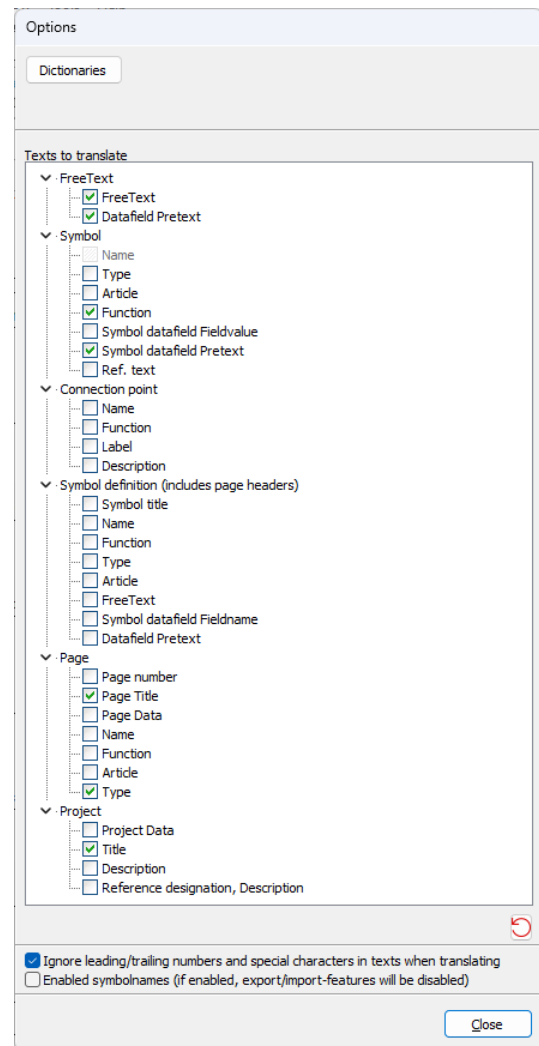 Options
Dictionaries
Texts to translate
FreeText
FreeText
Datafield Pretext
Symbol
Name
Type
Article
Function
Symbol datafield Fieldvalue
Symbol datafield Pretext
Ref. text
Connection point
Name
Function
Label
Description
Symbol definition (includes page headers)
Symbol title
Name
Function
Type
Article
FreeText
Symbol datafield Fieldname
Datafield Pretext
Page
Page number
Page Title
Page Data
Name
Function
Article
Type
Project
Project Data
Title
Description
Reference designation, Description
Ignore leading/trailing numbers and special characters in texts when translating
Enabled symbolnames (if enabled, export/import-features will be disabled)
Close